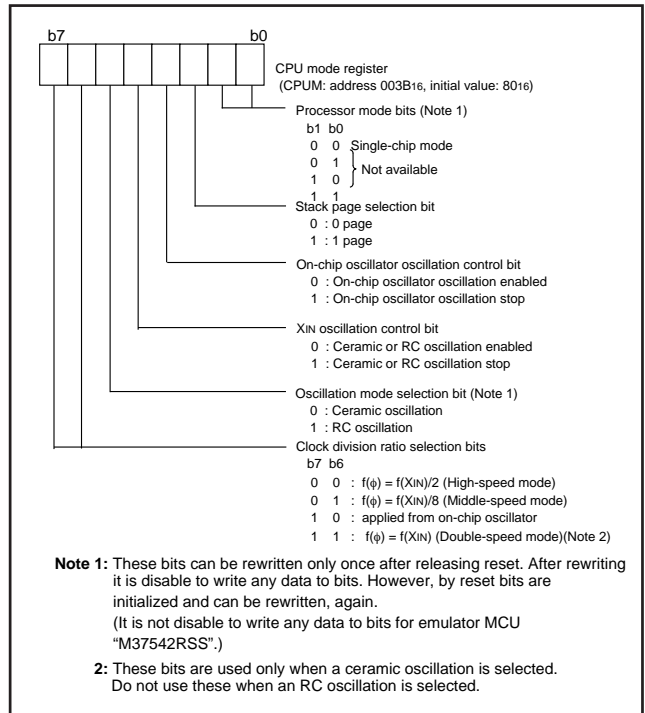 b7 b0
CPU mode register
(CPUM: address 003B16, initial value: 8016)
Processor mode bits (Note 1)
b1 b0
0 0 Single-chip mode
0 1
Not available
1 0
1 1
Stack page selection bit
0 : 0 page
1 : 1 page
On-chip oscillator oscillation control bit
0 : On-chip oscillator oscillation enabled
1 : On-chip oscillator oscillation stop
XIN oscillation control bit
0 : Ceramic or RC oscillation enabled
1 : Ceramic or RC oscillation stop
Oscillation mode selection bit (Note 1)
0 : Ceramic oscillation
1 : RC oscillation
Clock division ratio selection bits
b7 b6
0 0 : f(φ) = f(XIN)/2 (High-speed mode)
0 1 : f(φ) = f(XIN)/8 (Middle-speed mode)
1 0 : applied from on-chip oscillator
1 1 : f(φ) = f(XIN) (Double-speed mode)(Note 2)
Note 1: These bits can be rewritten only once after releasing reset. After rewriting
it is disable to write any data to bits. However, by reset bits are
initialized and can be rewritten, again.
(It is not disable to write any data to bits for emulator MCU
“M37542RSS”.)
2: These bits are used only when a ceramic oscillation is selected.
Do not use these when an RC oscillation is selected.